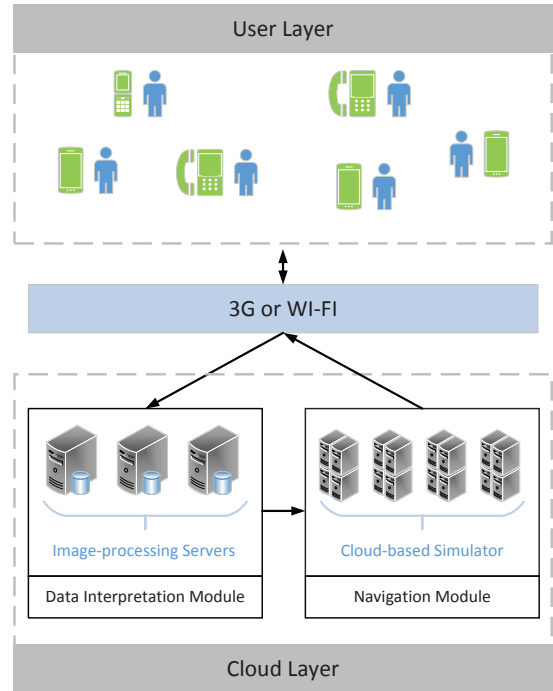 User Layer
3G or WI-FI
Image-processing Servers
Cloud-based Simulator
Data Interpretation Module
Navigation Module
Cloud Layer